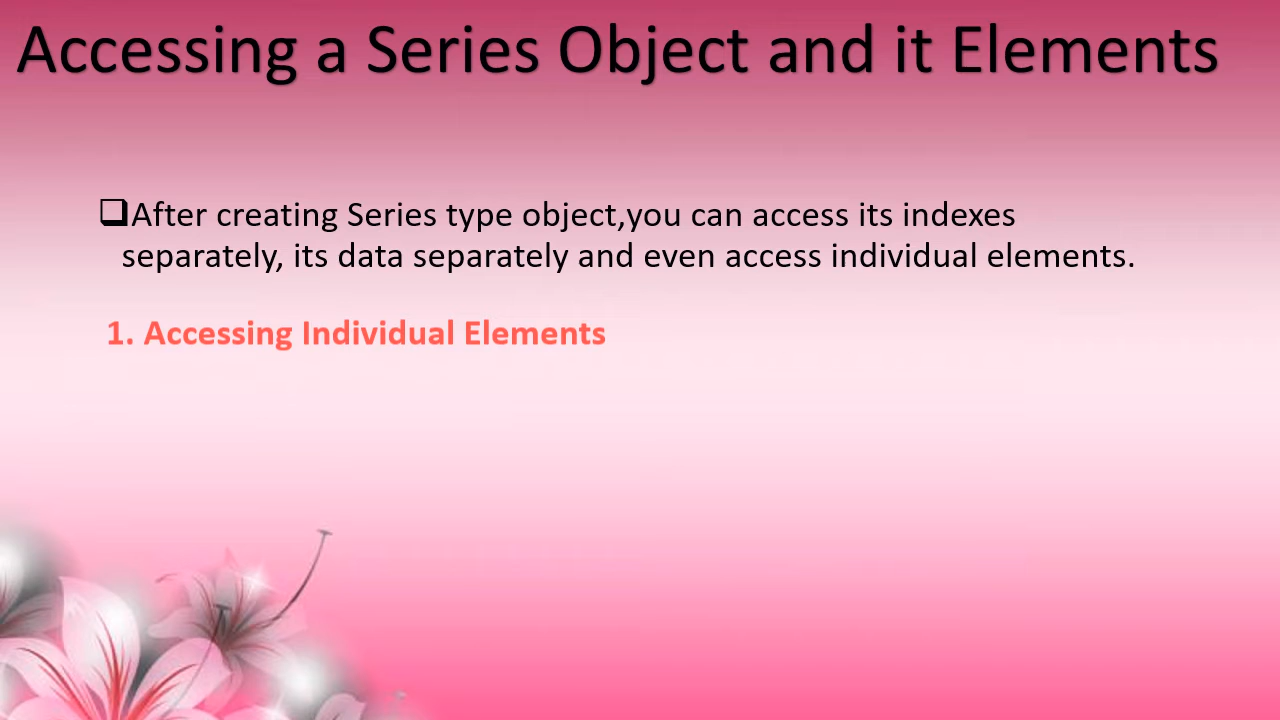 Accessing a Series Object and it Elements
❑After creating Series type object,you can access its indexes
separately, its data separately and even access individual elements.
1. Accessing Individual Elements